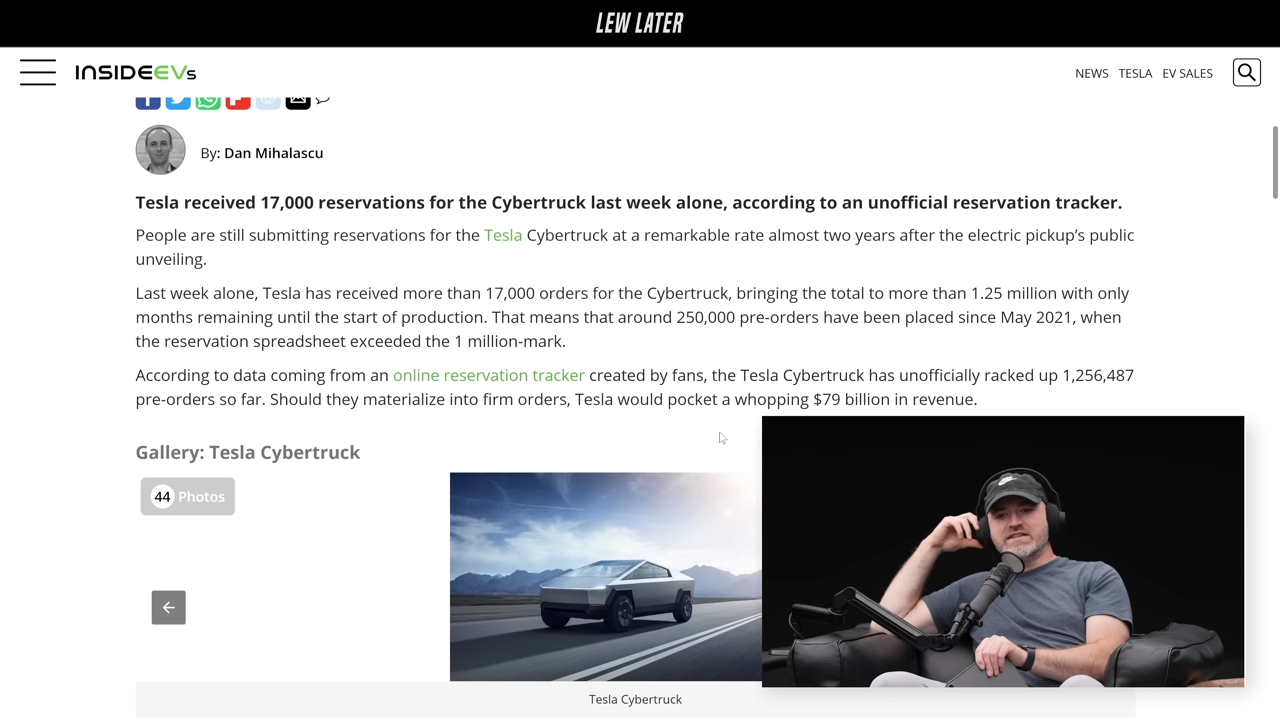 LEW LATER
INSIDEEVs
NEWS TESLA EV SALES
By: Dan Mihalascu
Tesla received 17,000 reservations for the Cybertruck last week alone, according to an unofficial reservation tracker.
People are still submitting reservations for the Tesla Cybertruck at a remarkable rate almost two years after the electric pickup’s public
unveiling.
Last week alone, Tesla has received more than 17,000 orders for the Cybertruck, bringing the total to more than 1.25 million with only
months remaining until the start of production. That means that around 250,000 pre-orders have been placed since May 2021, when
the reservation spreadsheet exceeded the 1 million-mark.
According to data coming from an online reservation tracker created by fans, the Tesla Cybertruck has unofficially racked up 1,256,487
pre-orders so far. Should they materialize into firm orders, Tesla would pocket a whopping $79 billion in revenue.
Gallery: Tesla Cybertruck
44 Photos
Tesla Cybertruck